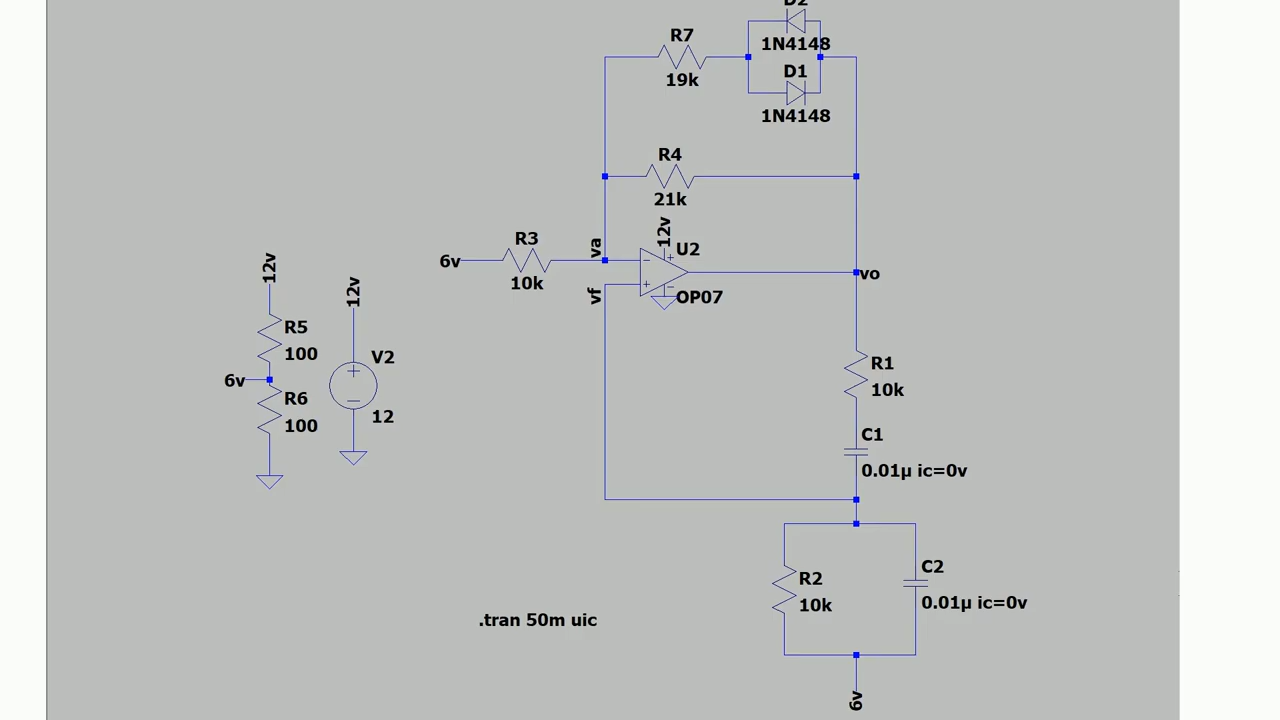 D2
1N4148
R7
19k
D1
1N4148
R4
21k
12v
U2
OP07
va
vf
R3
6v
10k
vo
12v
R5
100
6v
R6
100
12v
V2
12
R1
10k
C1
0.01µ ic=0v
R2
10k
C2
0.01µ ic=0v
6v
.tran 50m uic
+
−
+
−
+
−